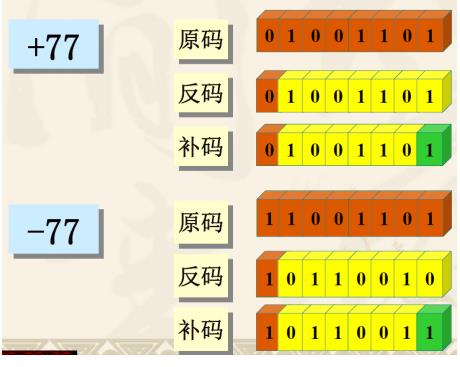 +77
原码 0 1 0 0 1 1 0 1
反码 0 1 0 0 1 1 0 1
补码 0 1 0 0 1 1 0 1
-77
原码 1 1 0 0 1 1 0 1
反码 1 0 1 1 0 0 1 0
补码 1 0 1 1 0 0 1 1